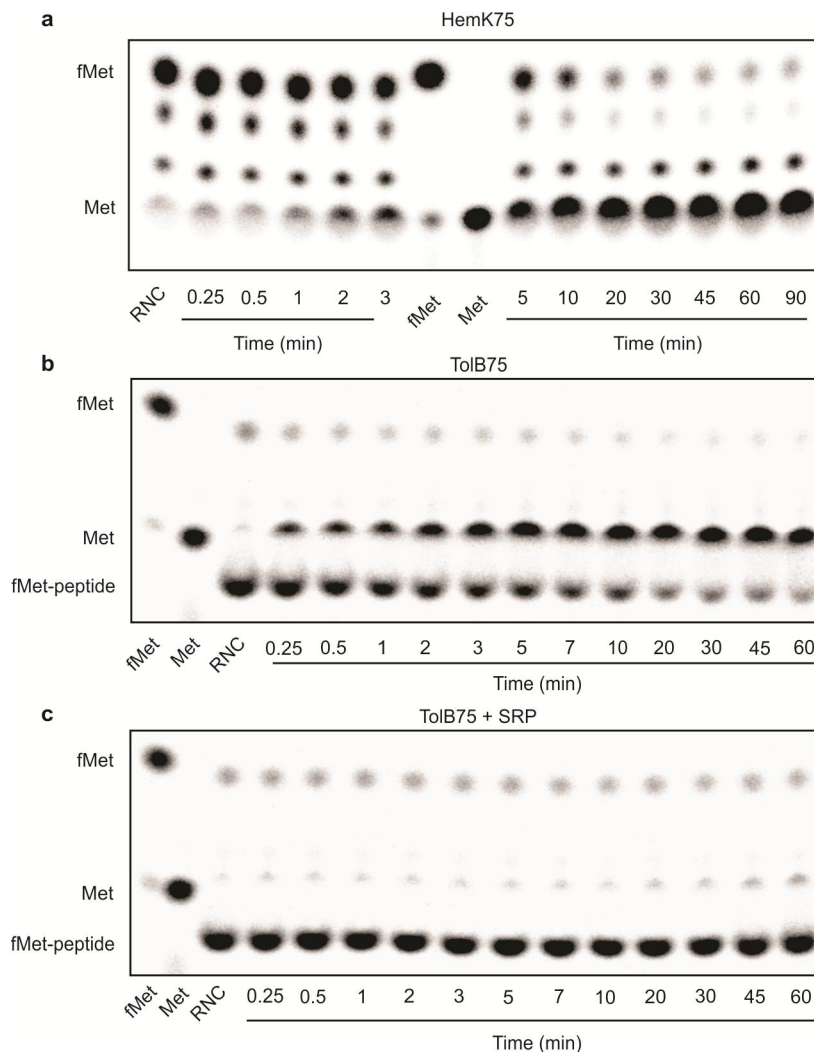 a
HemK75
fMet
Met
RNC 0.25 0.5 1 2 3 fMet Met 5 10 20 30 45 60 90
Time (min) Time (min)
b
TolB75
fMet
Met
fMet-peptide
fMet Met RNC 0.25 0.5 1 2 3 5 7 10 20 30 45 60
Time (min)
c
TolB75 + SRP
fMet
Met
fMet-peptide
fMet Met RNC 0.25 0.5 1 2 3 5 7 10 20 30 45 60
Time (min)